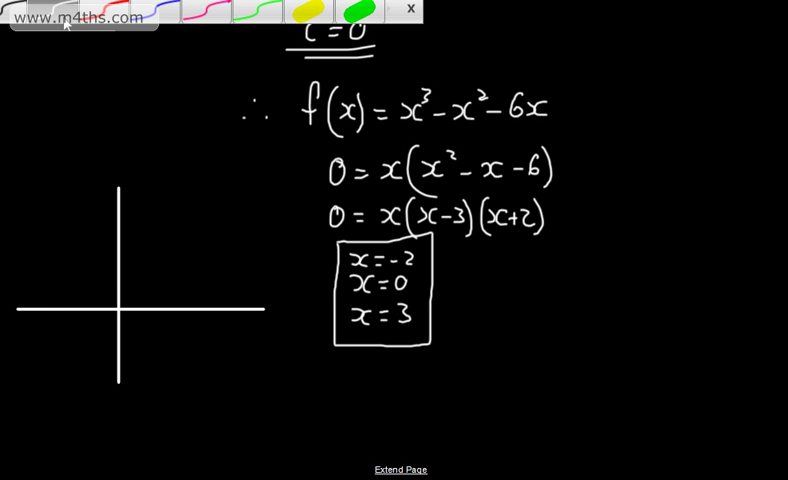 www.m4ths.com
x
c = 0
∴ f(x) = x³ - x² - 6x
0 = x(x² - x - 6)
0 = x(x-3)(x+2)
x = -2
x = 0
x = 3
Extend Page